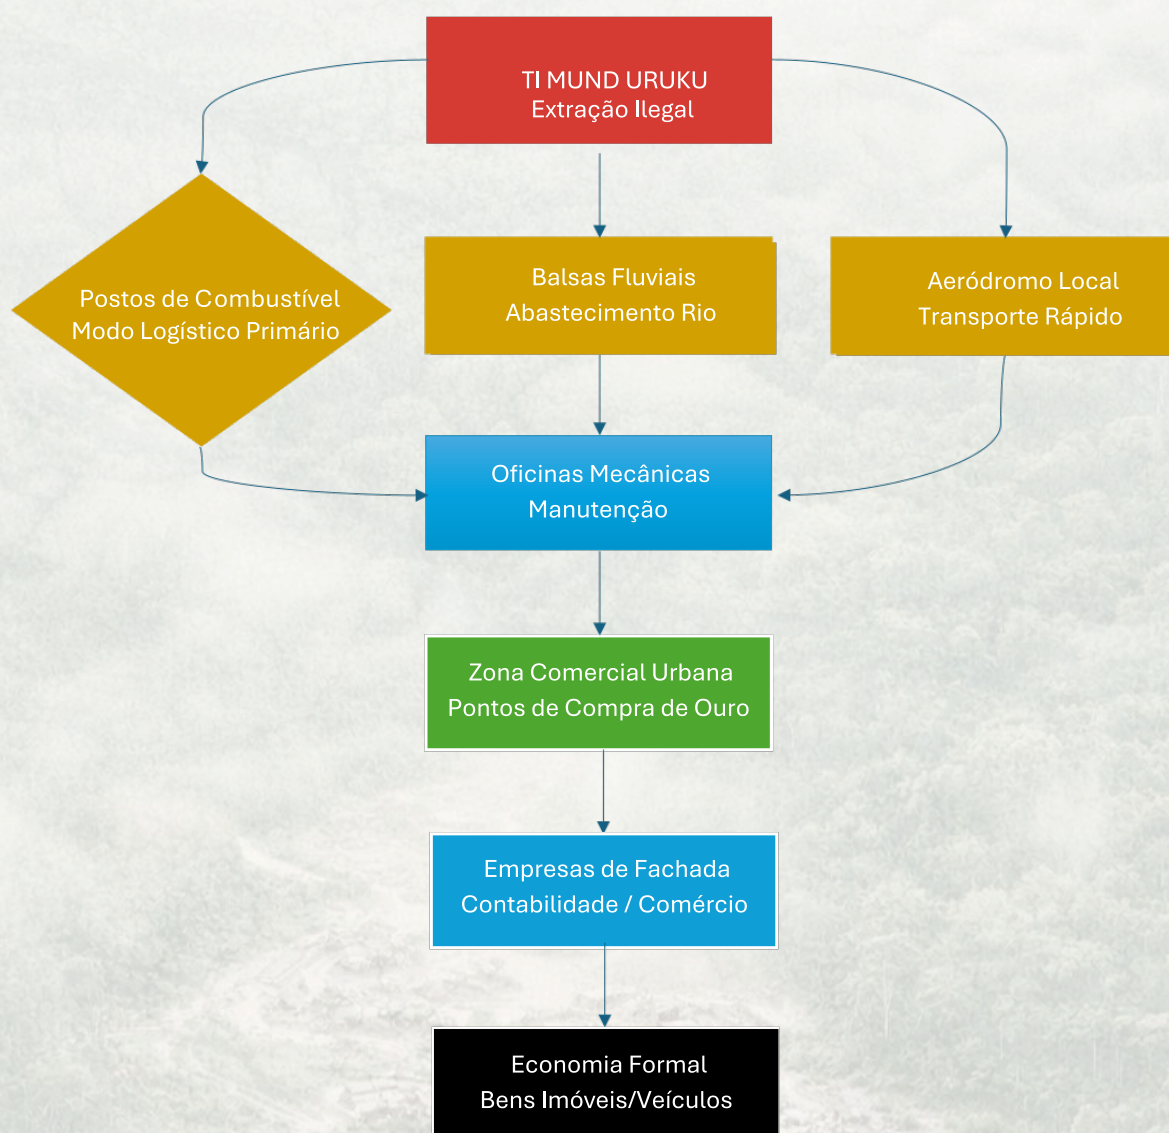 TI MUND URUKU
Extração Ilegal
Postos de Combustível
Modo Logístico Primário
Balsas Fluviais
Abastecimento Rio
Aeródromo Local
Transporte Rápido
Oficinas Mecânicas
Manutenção
Zona Comercial Urbana
Pontos de Compra de Ouro
Empresas de Fachada
Contabilidade / Comércio
Economia Formal
Bens Imóveis/Veículos